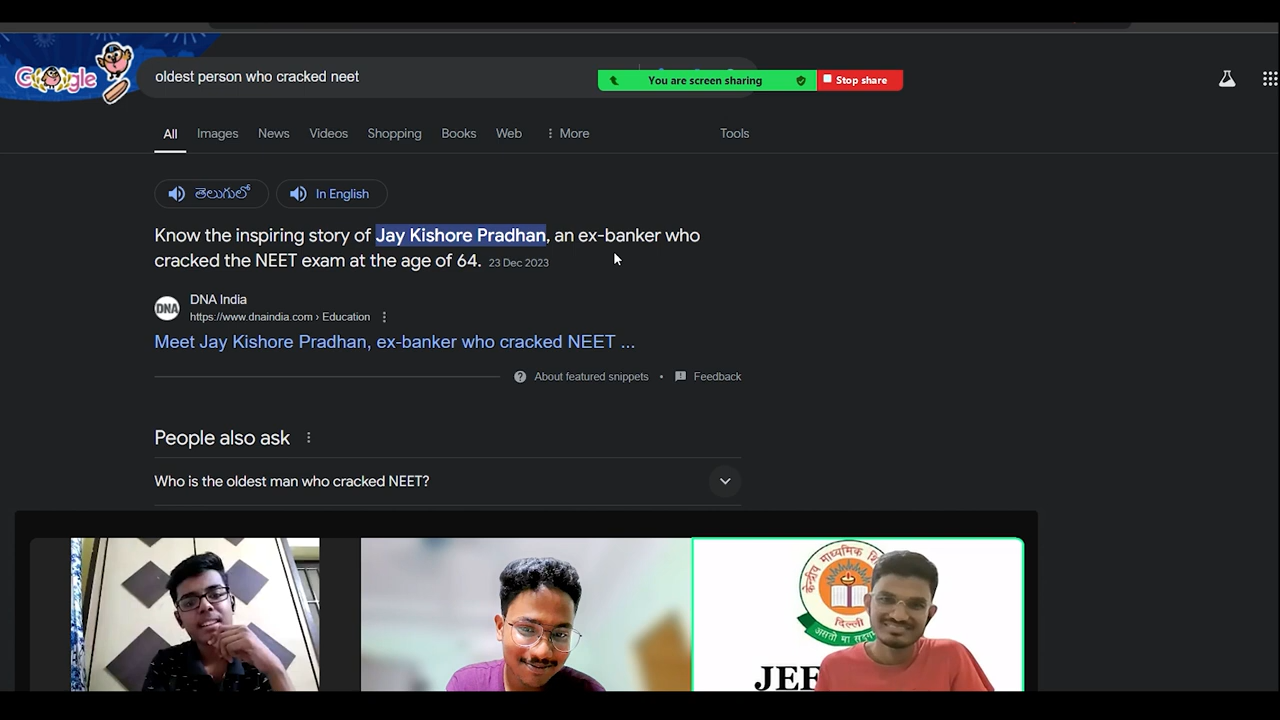 Google
oldest person who cracked neet
You are screen sharing
Stop share
All Images News Videos Shopping Books Web More Tools
తెలుగులో In English
Know the inspiring story of Jay Kishore Pradhan, an ex-banker who
cracked the NEET exam at the age of 64. 23 Dec 2023
DNA
DNA India
https://www.dnaindia.com › Education
Meet Jay Kishore Pradhan, ex-banker who cracked NEET ...
About featured snippets • Feedback
People also ask
Who is the oldest man who cracked NEET?
केन्द्रीय माध्यमिक
दिल्ली
असतो मा
JEE